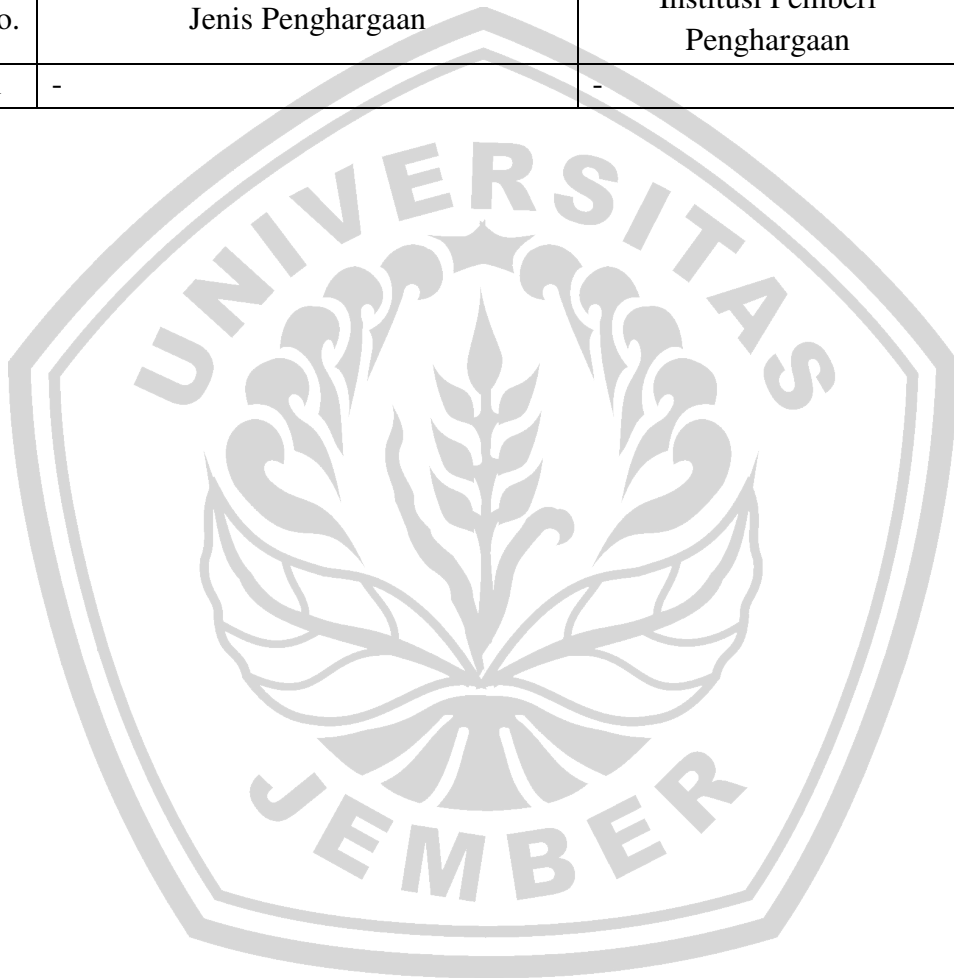 Institusi Pemberi
o. Jenis Penghargaan Penghargaan
- -
UNIVERSITAS
JEMBER